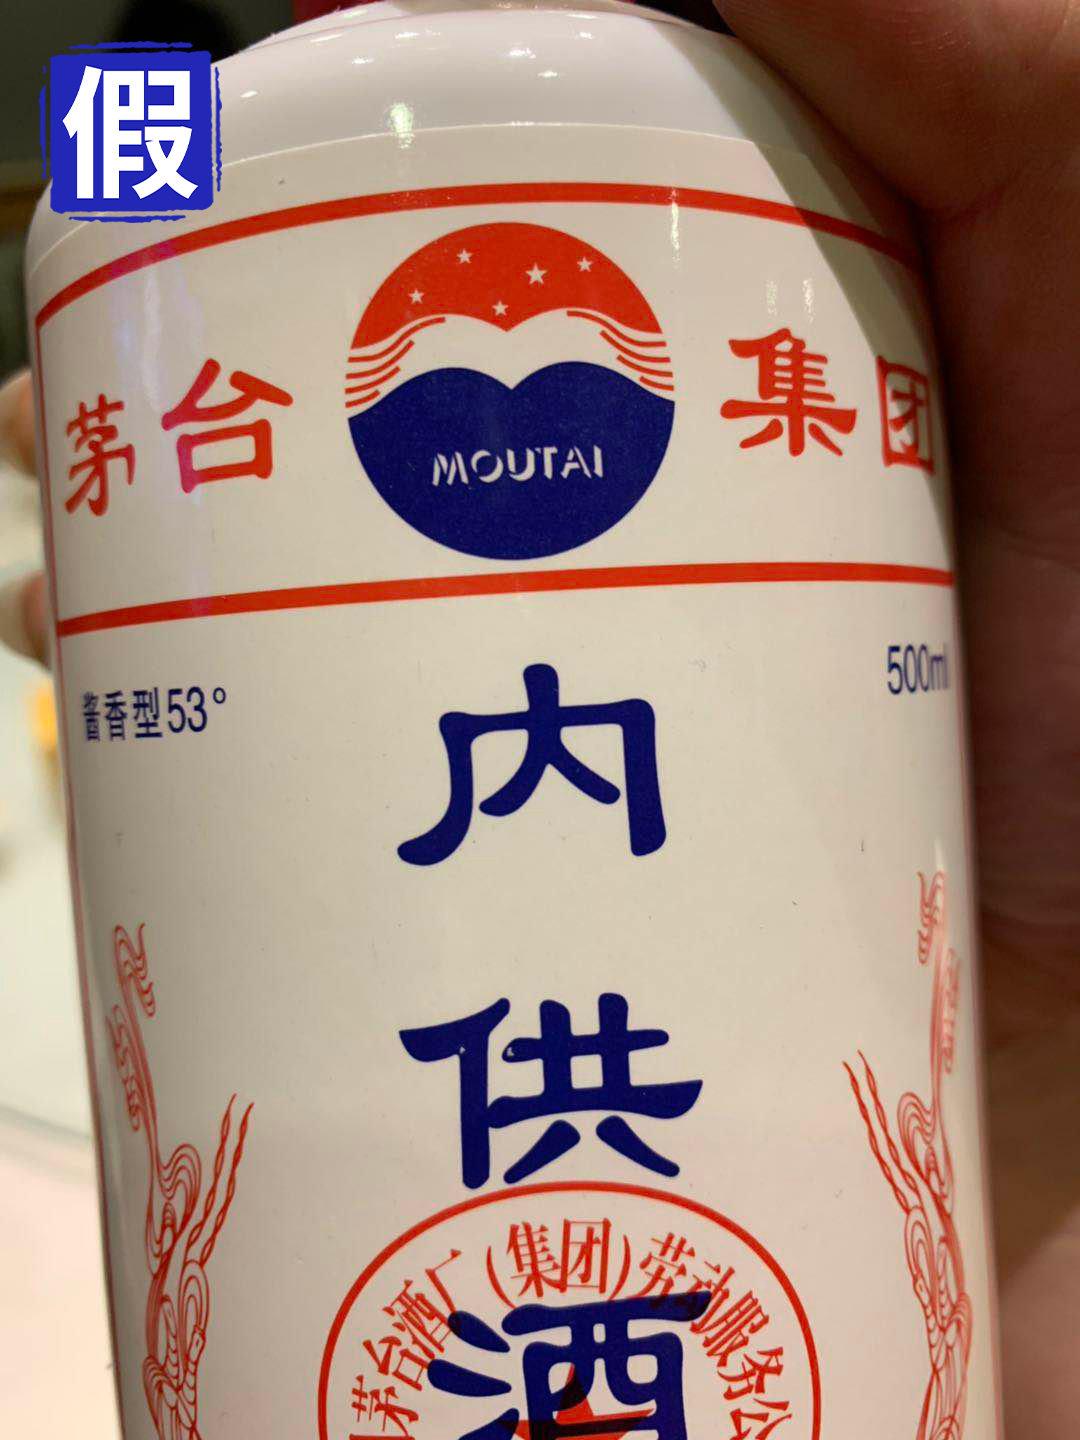 假
茅台 MOUTAI 集团
酱香型53°
500ml
内供酒
茅台酒厂(集团)劳动服务公